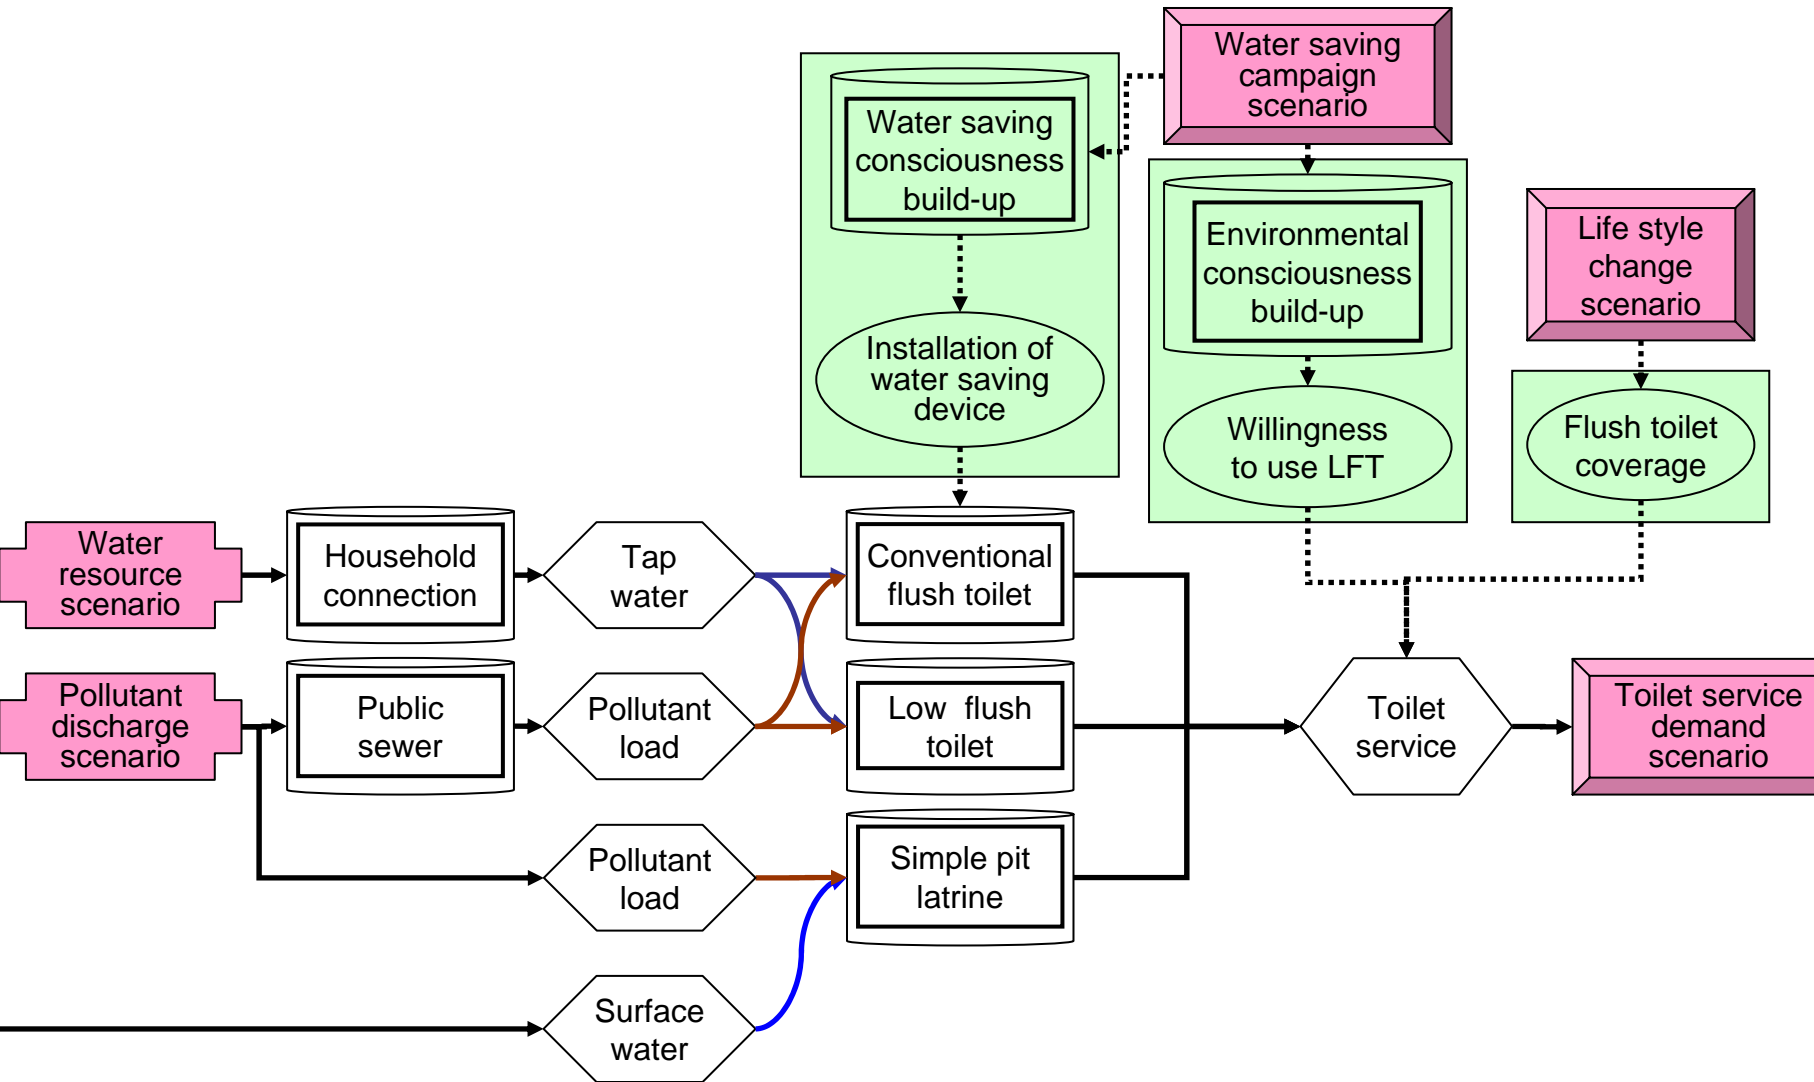 Water saving
campaign
scenario
Water saving
consciousness
build-up
Environmental
consciousness
build-up
Life style
change
scenario
Installation of
water saving
device
Willingness
to use LFT
Flush toilet
coverage
Water
resource
scenario
Household
connection
Tap
water
Conventional
flush toilet
Pollutant
discharge
scenario
Public
sewer
Pollutant
load
Low flush
toilet
Toilet
service
Toilet service
demand
scenario
Pollutant
load
Simple pit
latrine
Surface
water